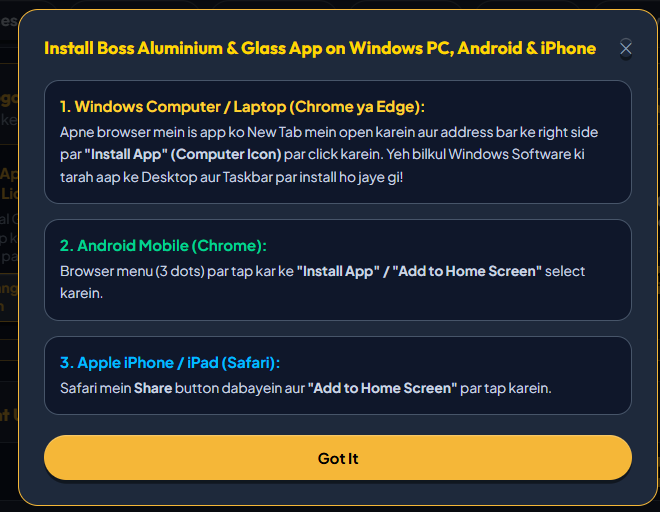 Install Boss Aluminium & Glass App on Windows PC, Android & iPhone
1. Windows Computer / Laptop (Chrome ya Edge):
Apne browser mein is app ko New Tab mein open karein aur address bar ke right side
par "Install App" (Computer Icon) par click karein. Yeh bilkul Windows Software ki
tarah aap ke Desktop aur Taskbar par install ho jaye gi!
2. Android Mobile (Chrome):
Browser menu (3 dots) par tap kar ke "Install App" / "Add to Home Screen" select
karein.
3. Apple iPhone / iPad (Safari):
Safari mein Share button dabayein aur "Add to Home Screen" par tap karein.
Got It